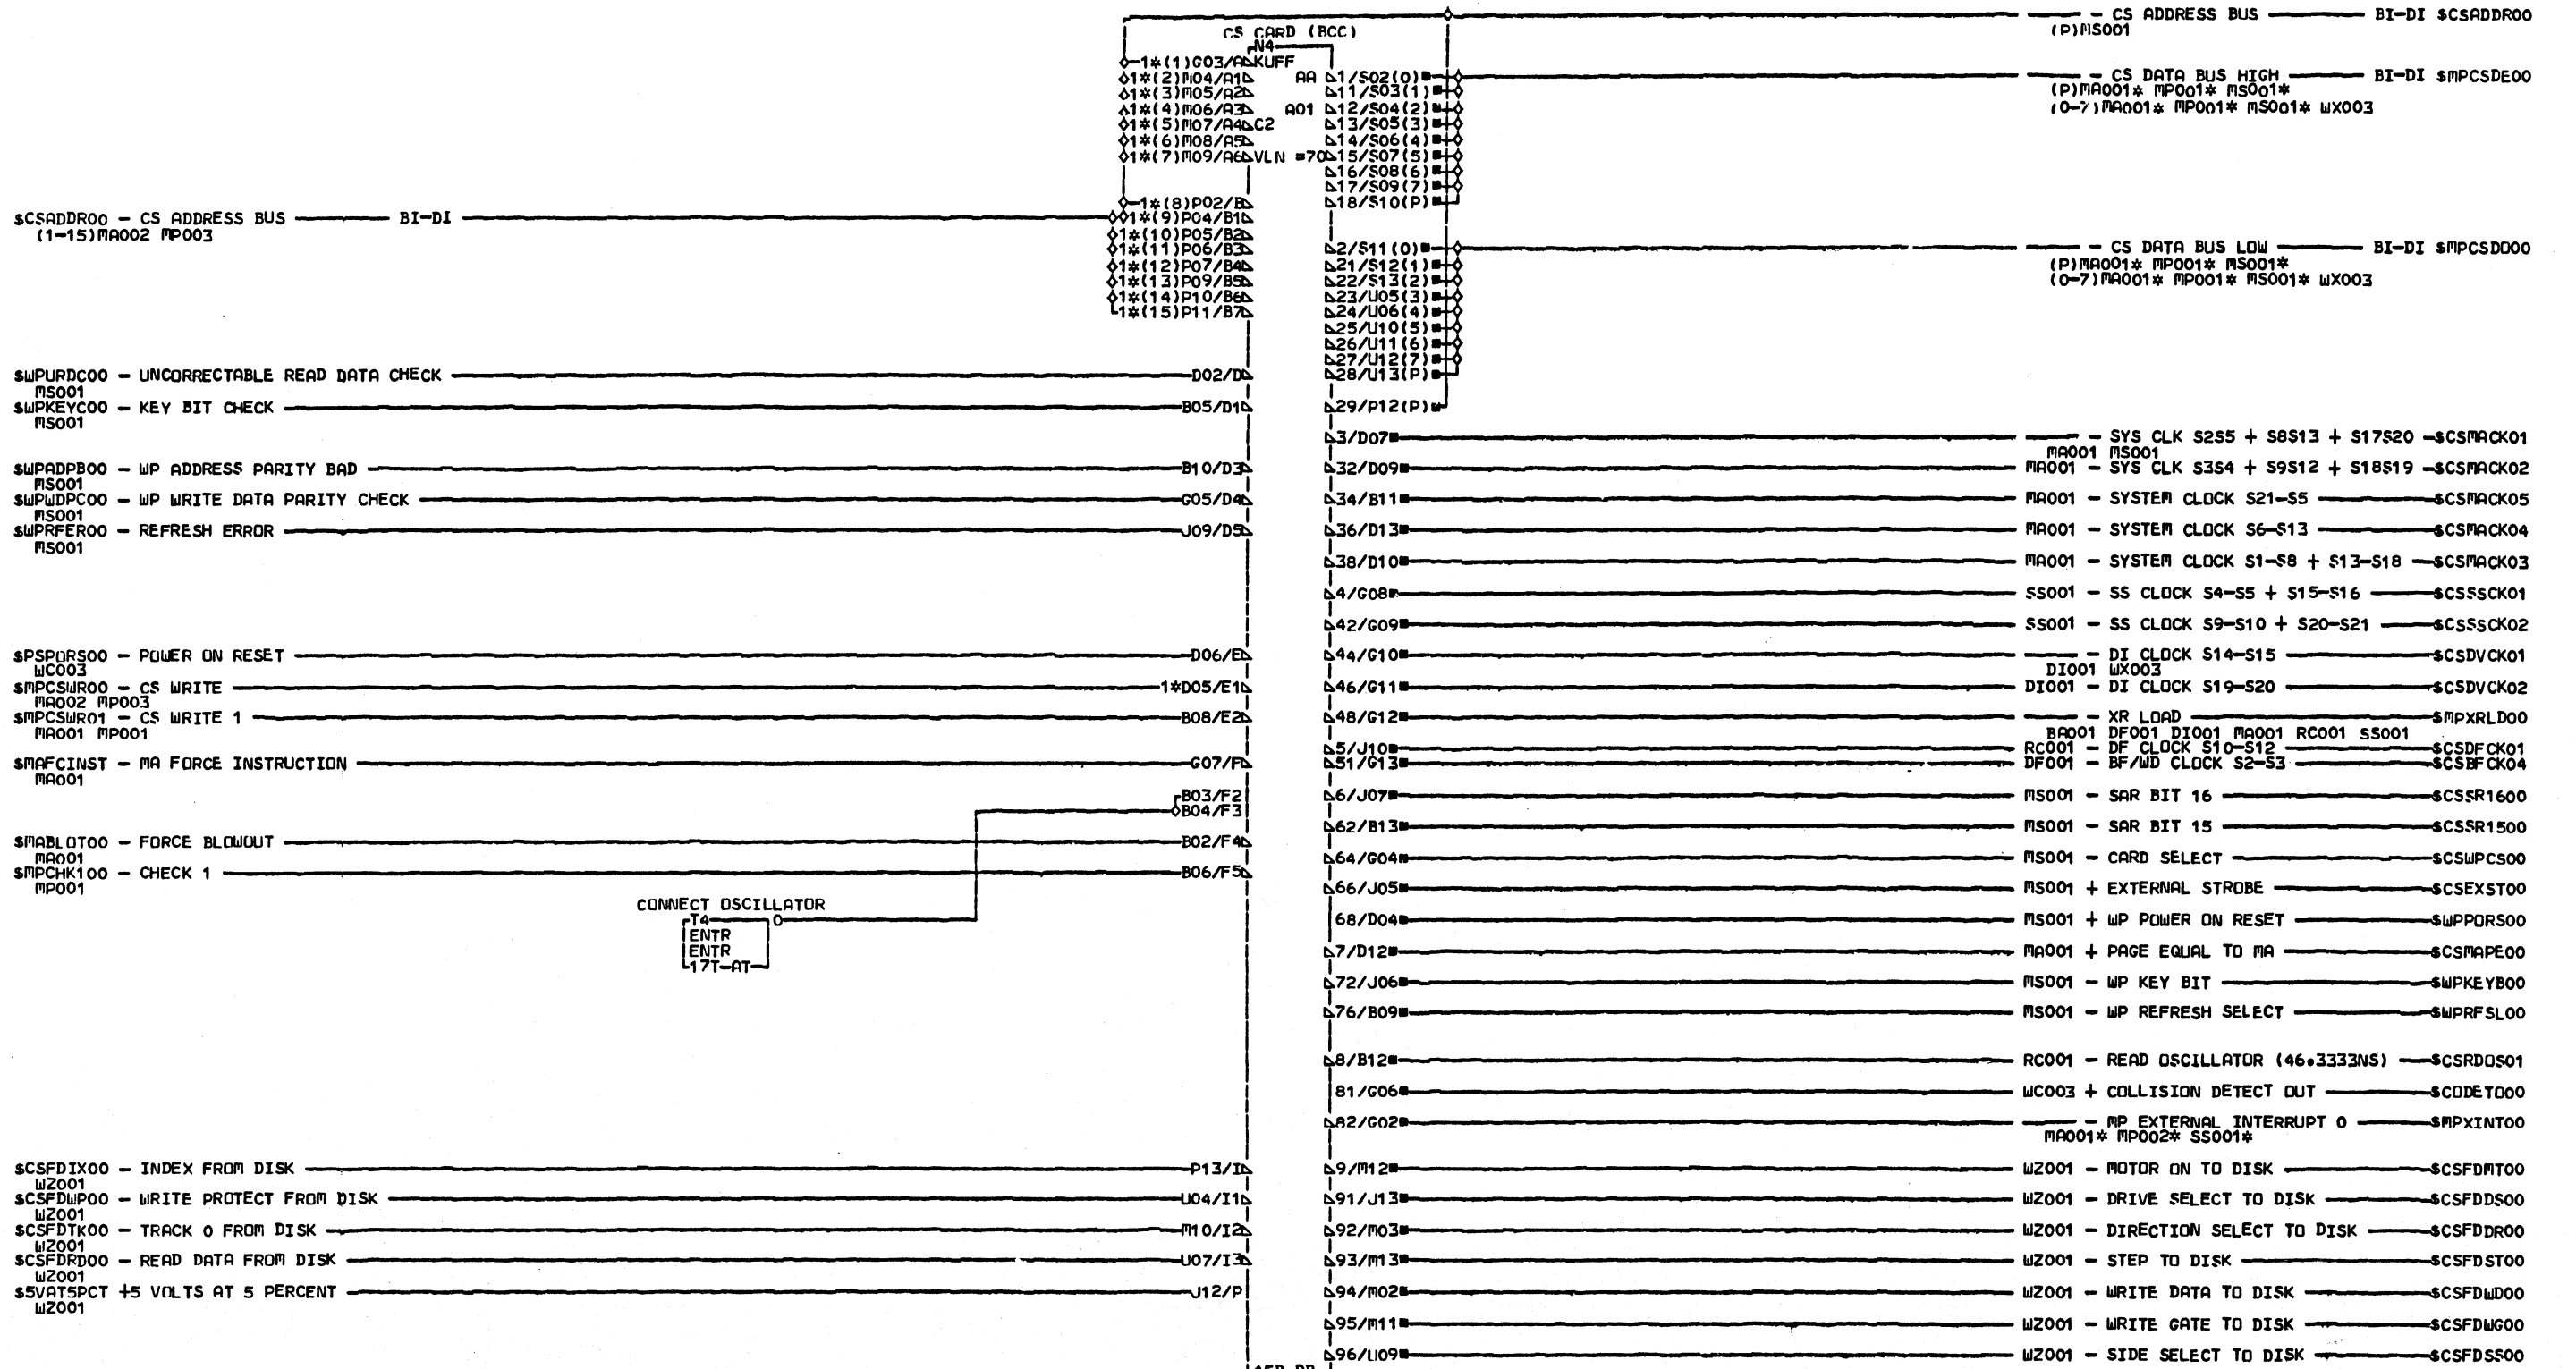 — CS ADDRESS BUS BI-DI $CSADDR00
(P)MS001
CS CARD (BCC)
N4
1*(1)G03/A KUFF
1*(2)M04/A1 AA 1/S02(0) — CS DATA BUS HIGH BI-DI $MPCSDE00
1*(3)M05/A2 11/S03(1) (P)MA001* MP001* MS001*
1*(4)M06/A3 A01 12/S04(2) (0-7)MA001* MP001* MS001* WX003
1*(5)M07/A4 C2 13/S05(3)
1*(6)M08/A5 14/S06(4)
1*(7)M09/A6 VLN =70 15/S07(5)
16/S08(6)
17/S09(7)
1*(8)P02/B 18/S10(P)
$CSADDR00 — CS ADDRESS BUS BI-DI 1*(9)P04/B1
(1-15)MA002 MP003 1*(10)P05/B2
1*(11)P06/B3 2/S11(0) — CS DATA BUS LOW BI-DI $MPCSDO00
1*(12)P07/B4 21/S12(1) (P)MA001* MP001* MS001*
1*(13)P09/B5 22/S13(2) (0-7)MA001* MP001* MS001* WX003
1*(14)P10/B6 23/U05(3)
1*(15)P11/B7 24/U06(4)
25/U10(5)
26/U11(6)
27/U12(7)
$WPURDC00 — UNCORRECTABLE READ DATA CHECK D02/D 28/U13(P)
MS001
$WPKEYC00 — KEY BIT CHECK B05/D1 29/P12(P)
MS001
3/D07 — SYS CLK S2S5 + S8S13 + S17S20 $CSMACK01
MA001 MS001
$WPADPB00 — WP ADDRESS PARITY BAD B10/D3 32/D09 MA001 — SYS CLK S3S4 + S9S12 + S18S19 $CSMACK02
MS001
$WPWDPC00 — WP WRITE DATA PARITY CHECK G05/D4 34/B11 MA001 — SYSTEM CLOCK S21-S5 $CSMACK05
MS001
$WPRFER00 — REFRESH ERROR J09/D5 36/D13 MA001 — SYSTEM CLOCK S6-S13 $CSMACK04
MS001
38/D10 MA001 — SYSTEM CLOCK S1-S8 + S13-S18 $CSMACK03
4/G08 SS001 — SS CLOCK S4-S5 + S15-S16 $CSSSCK01
42/G09 SS001 — SS CLOCK S9-S10 + S20-S21 $CSSSCK02
$PSPORS00 — POWER ON RESET D06/E 44/G10 — DI CLOCK S14-S15 $CSDVCK01
WC003 DI001 WX003
$MPCSWR00 — CS WRITE 1*D05/E1 46/G11 DI001 — DI CLOCK S19-S20 $CSDVCK02
MA002 MP003
$MPCSWR01 — CS WRITE 1 B08/E2 48/G12 — XR LOAD $MPXRLD00
MA001 MP001 BA001 DF001 DI001 MA001 RC001 SS001
5/J10 RC001 — DF CLOCK S10-S12 $CSDFCK01
$MAFCINST — MA FORCE INSTRUCTION G07/F 51/G13 DF001 — BF/WD CLOCK S2-S3 $CSBFCK04
MA001
B03/F2 6/J07 MS001 — SAR BIT 16 $CSSR1600
B04/F3
62/B13 MS001 — SAR BIT 15 $CSSR1500
$MABLOT00 — FORCE BLOWOUT B02/F4
MA001 64/G04 MS001 — CARD SELECT $CSWPCS00
$MPCHK100 — CHECK 1 B06/F5
MP001 66/J05 MS001 + EXTERNAL STROBE $CSEXST00
CONNECT OSCILLATOR
T4 0 68/D04 MS001 + WP POWER ON RESET $WPPORS00
ENTR
ENTR 7/D12 MA001 + PAGE EQUAL TO MA $CSMAPE00
17T-AT
72/J06 MS001 — WP KEY BIT $WPKEYB00
76/B09 MS001 — WP REFRESH SELECT $WPRFSL00
8/B12 RC001 — READ OSCILLATOR (46.3333NS) $CSRDOS01
81/G06 WC003 + COLLISION DETECT OUT $CODETO00
82/G02 — MP EXTERNAL INTERRUPT 0 $MPXINT00
MA001* MP002* SS001*
$CSFDIX00 — INDEX FROM DISK P13/I 9/M12 WZ001 — MOTOR ON TO DISK $CSFDMT00
WZ001
$CSFDWP00 — WRITE PROTECT FROM DISK U04/I1 91/J13 WZ001 — DRIVE SELECT TO DISK $CSFDDS00
WZ001
$CSFDTK00 — TRACK 0 FROM DISK M10/I2 92/M03 WZ001 — DIRECTION SELECT TO DISK $CSFDDR00
WZ001
$CSFDRD00 — READ DATA FROM DISK U07/I3 93/M13 WZ001 — STEP TO DISK $CSFDST00
WZ001
$5VAT5PCT +5 VOLTS AT 5 PERCENT J12/P 94/M02 WZ001 — WRITE DATA TO DISK $CSFDWD00
WZ001
95/M11 WZ001 — WRITE GATE TO DISK $CSFDWG00
96/U09 WZ001 — SIDE SELECT TO DISK $CSFDSS00